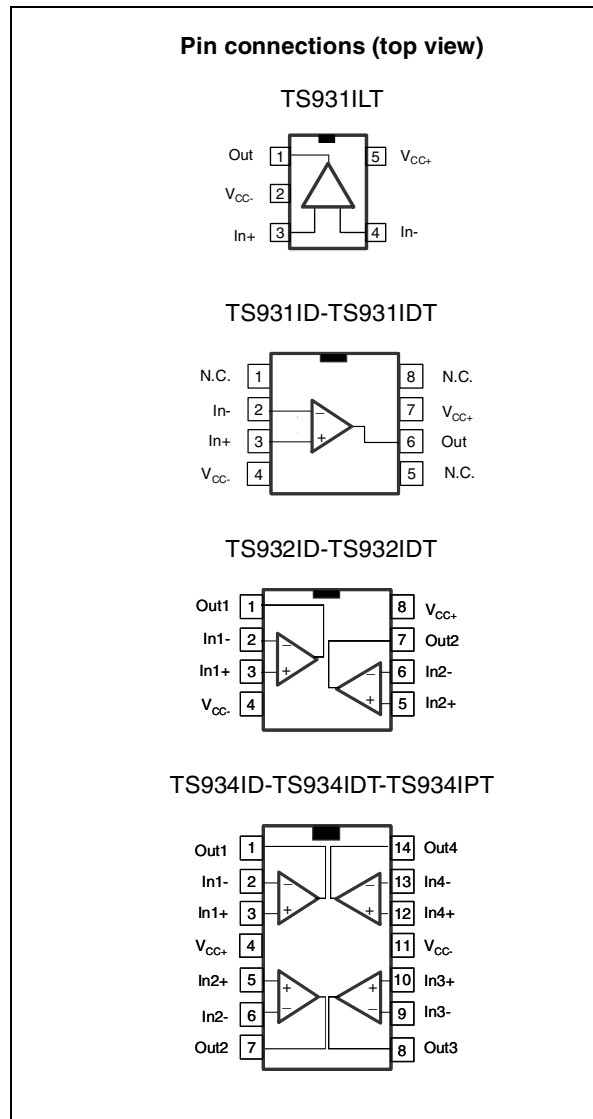 Pin connections (top view)
TS931ILT
Out 1 5 VCC+
VCC- 2
In+ 3 4 In-
TS931ID-TS931IDT
N.C. 1 8 N.C.
In- 2 − 7 VCC+
In+ 3 + 6 Out
VCC- 4 5 N.C.
TS932ID-TS932IDT
Out1 1 8 VCC+
In1- 2 − 7 Out2
In1+ 3 + − 6 In2-
VCC- 4 + 5 In2+
TS934ID-TS934IDT-TS934IPT
Out1 1 14 Out4
In1- 2 − − 13 In4-
In1+ 3 + + 12 In4+
VCC+ 4 11 VCC-
In2+ 5 + + 10 In3+
In2- 6 − − 9 In3-
Out2 7 8 Out3